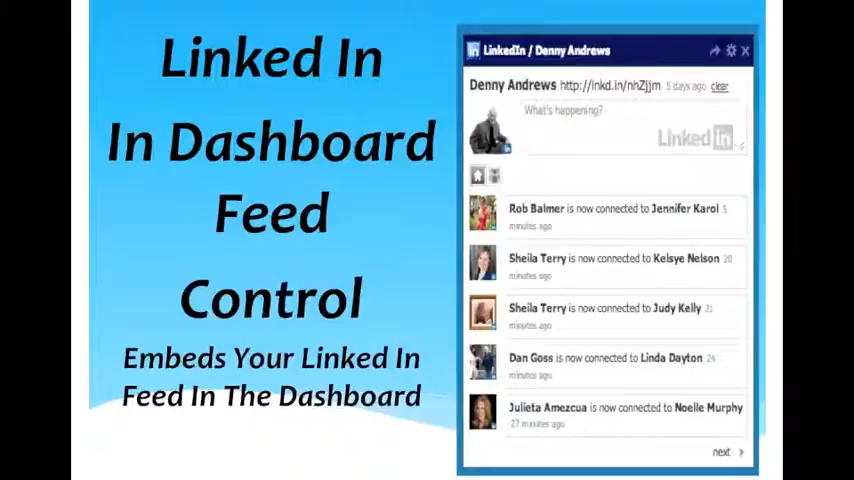 Linked In
In Dashboard
Feed
Control
Embeds Your Linked In
Feed In The Dashboard
in LinkedIn / Denny Andrews
Denny Andrews http://lnkd.in/nhZjjm 5 days ago clear
What's happening?
Linked in
Rob Balmer is now connected to Jennifer Karol 5
minutes ago
Sheila Terry is now connected to Kelsye Nelson 20
minutes ago
Sheila Terry is now connected to Judy Kelly 21
minutes ago
Dan Goss is now connected to Linda Dayton 24
minutes ago
Julieta Amezcua is now connected to Noelle Murphy
27 minutes ago
next